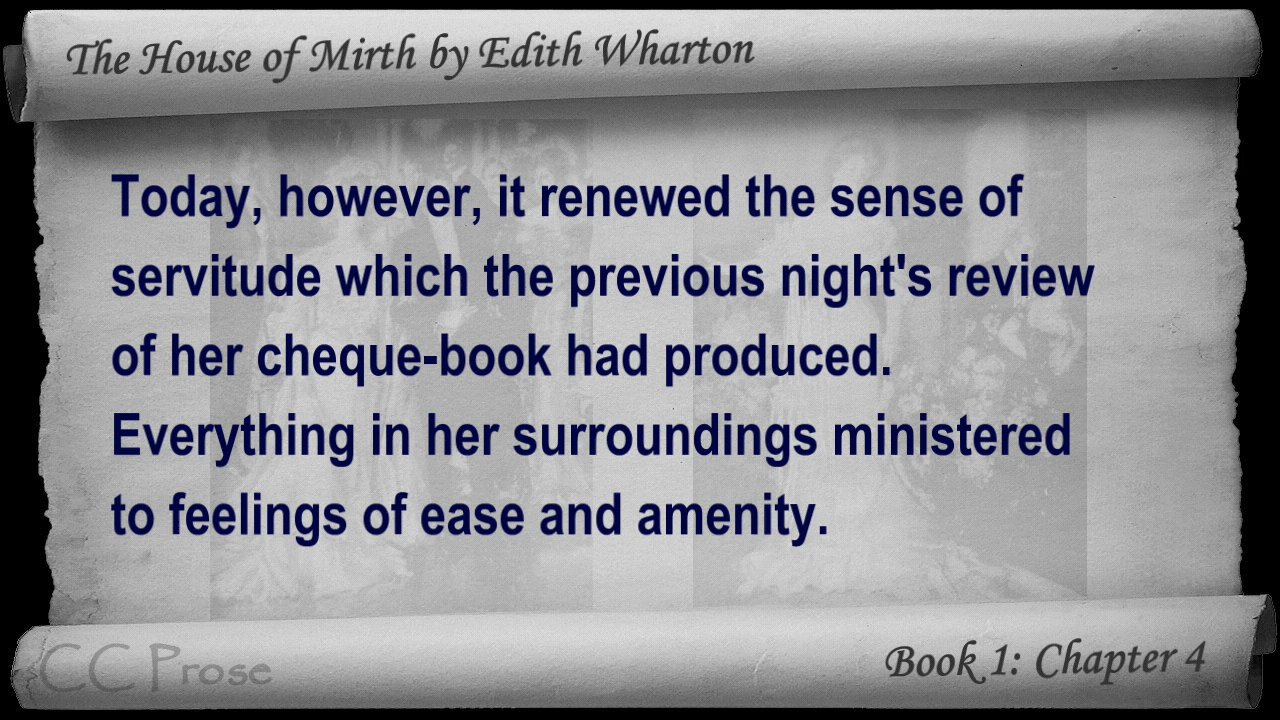 The House of Mirth by Edith Wharton
Today, however, it renewed the sense of
servitude which the previous night's review
of her cheque-book had produced.
Everything in her surroundings ministered
to feelings of ease and amenity.
CC Prose
Book 1: Chapter 4